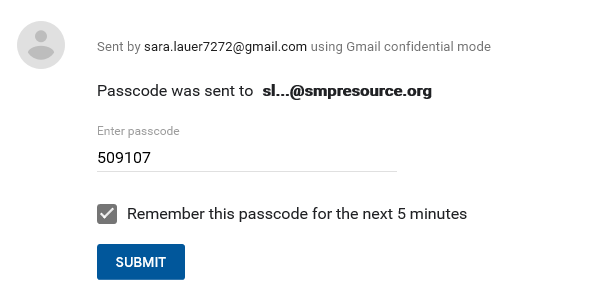 Sent by sara.lauer7272@gmail.com using Gmail confidential mode
Passcode was sent to sl...@smpresource.org
Enter passcode
509107
Remember this passcode for the next 5 minutes
SUBMIT